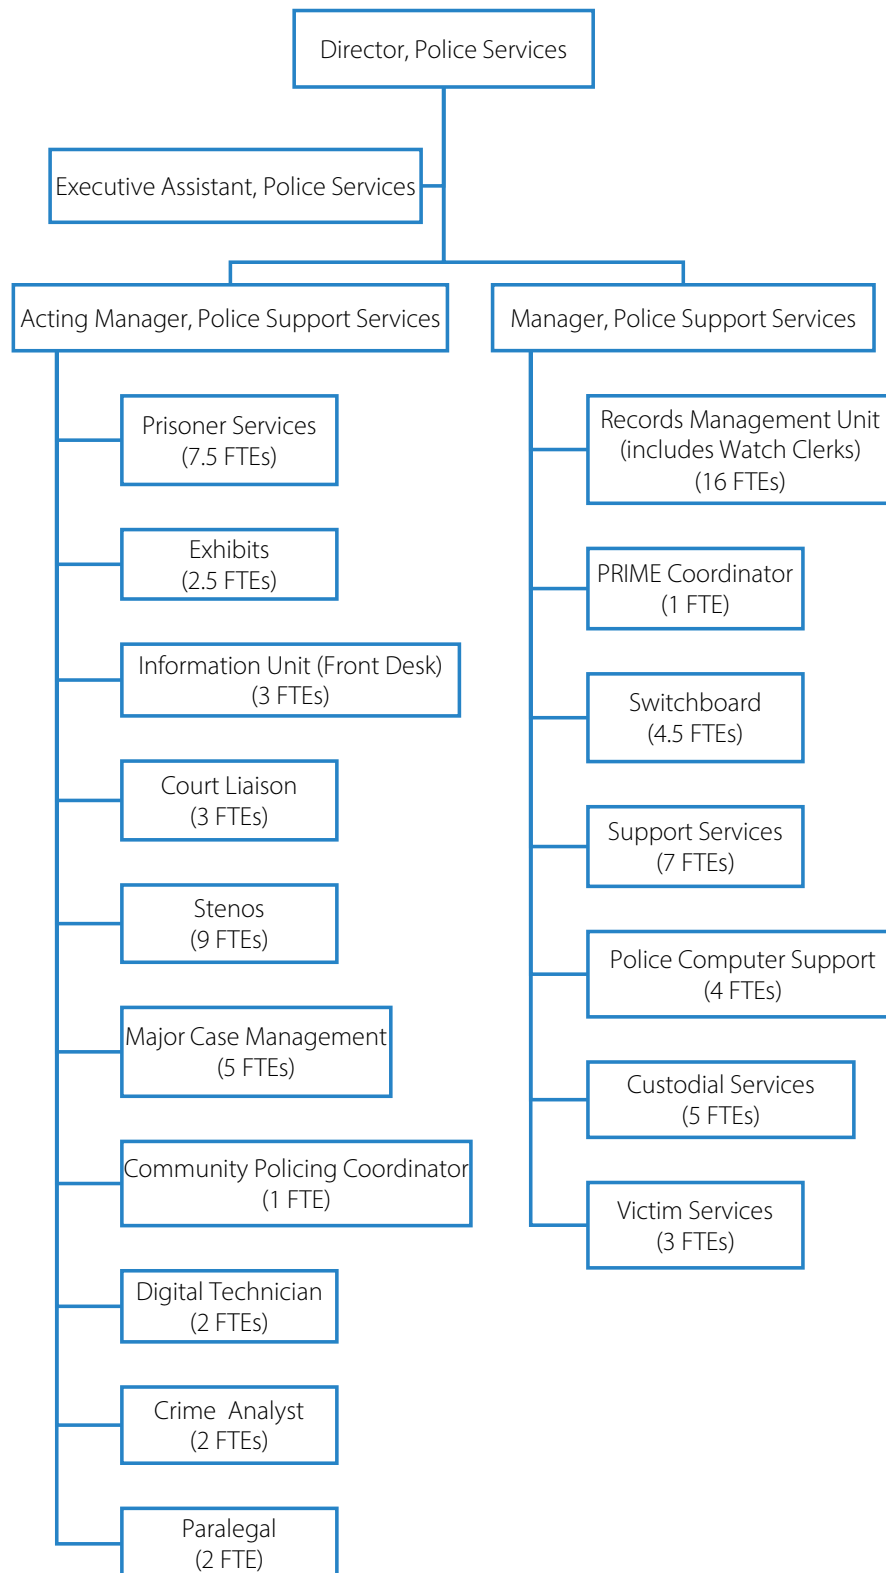 Director, Police Services
Executive Assistant, Police Services
Acting Manager, Police Support Services
Prisoner Services
(7.5 FTEs)
Exhibits
(2.5 FTEs)
Information Unit (Front Desk)
(3 FTEs)
Court Liaison
(3 FTEs)
Stenos
(9 FTEs)
Major Case Management
(5 FTEs)
Community Policing Coordinator
(1 FTE)
Digital Technician
(2 FTEs)
Crime Analyst
(2 FTEs)
Paralegal
(2 FTE)
Manager, Police Support Services
Records Management Unit
(includes Watch Clerks)
(16 FTEs)
PRIME Coordinator
(1 FTE)
Switchboard
(4.5 FTEs)
Support Services
(7 FTEs)
Police Computer Support
(4 FTEs)
Custodial Services
(5 FTEs)
Victim Services
(3 FTEs)